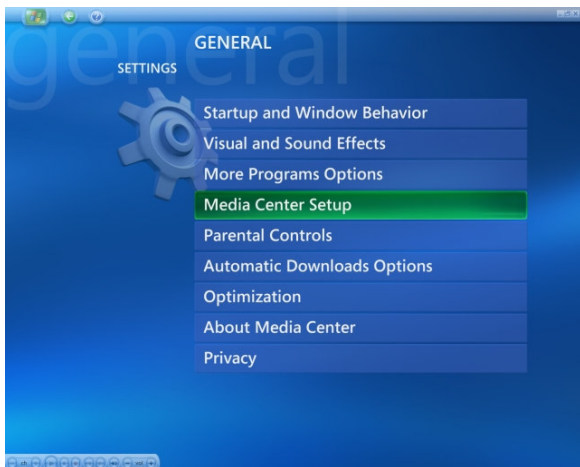 general
GENERAL
SETTINGS
Startup and Window Behavior
Visual and Sound Effects
More Programs Options
Media Center Setup
Parental Controls
Automatic Downloads Options
Optimization
About Media Center
Privacy